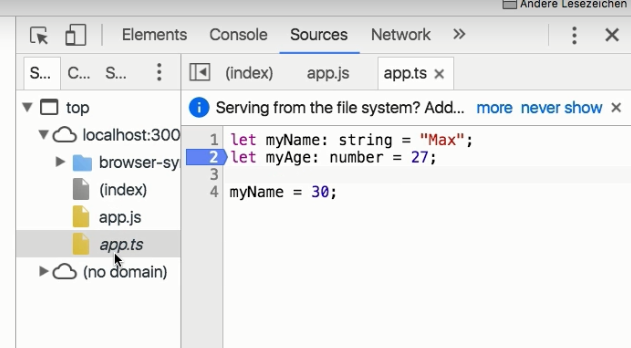 Andere Lesezeichen
Elements Console Sources Network »
S... C... S... (index) app.js app.ts ×
top
Serving from the file system? Add... more never show ×
localhost:300
browser-sy
(index)
app.js
app.ts
(no domain)
1 let myName: string = "Max";
2 let myAge: number = 27;
3
4 myName = 30;